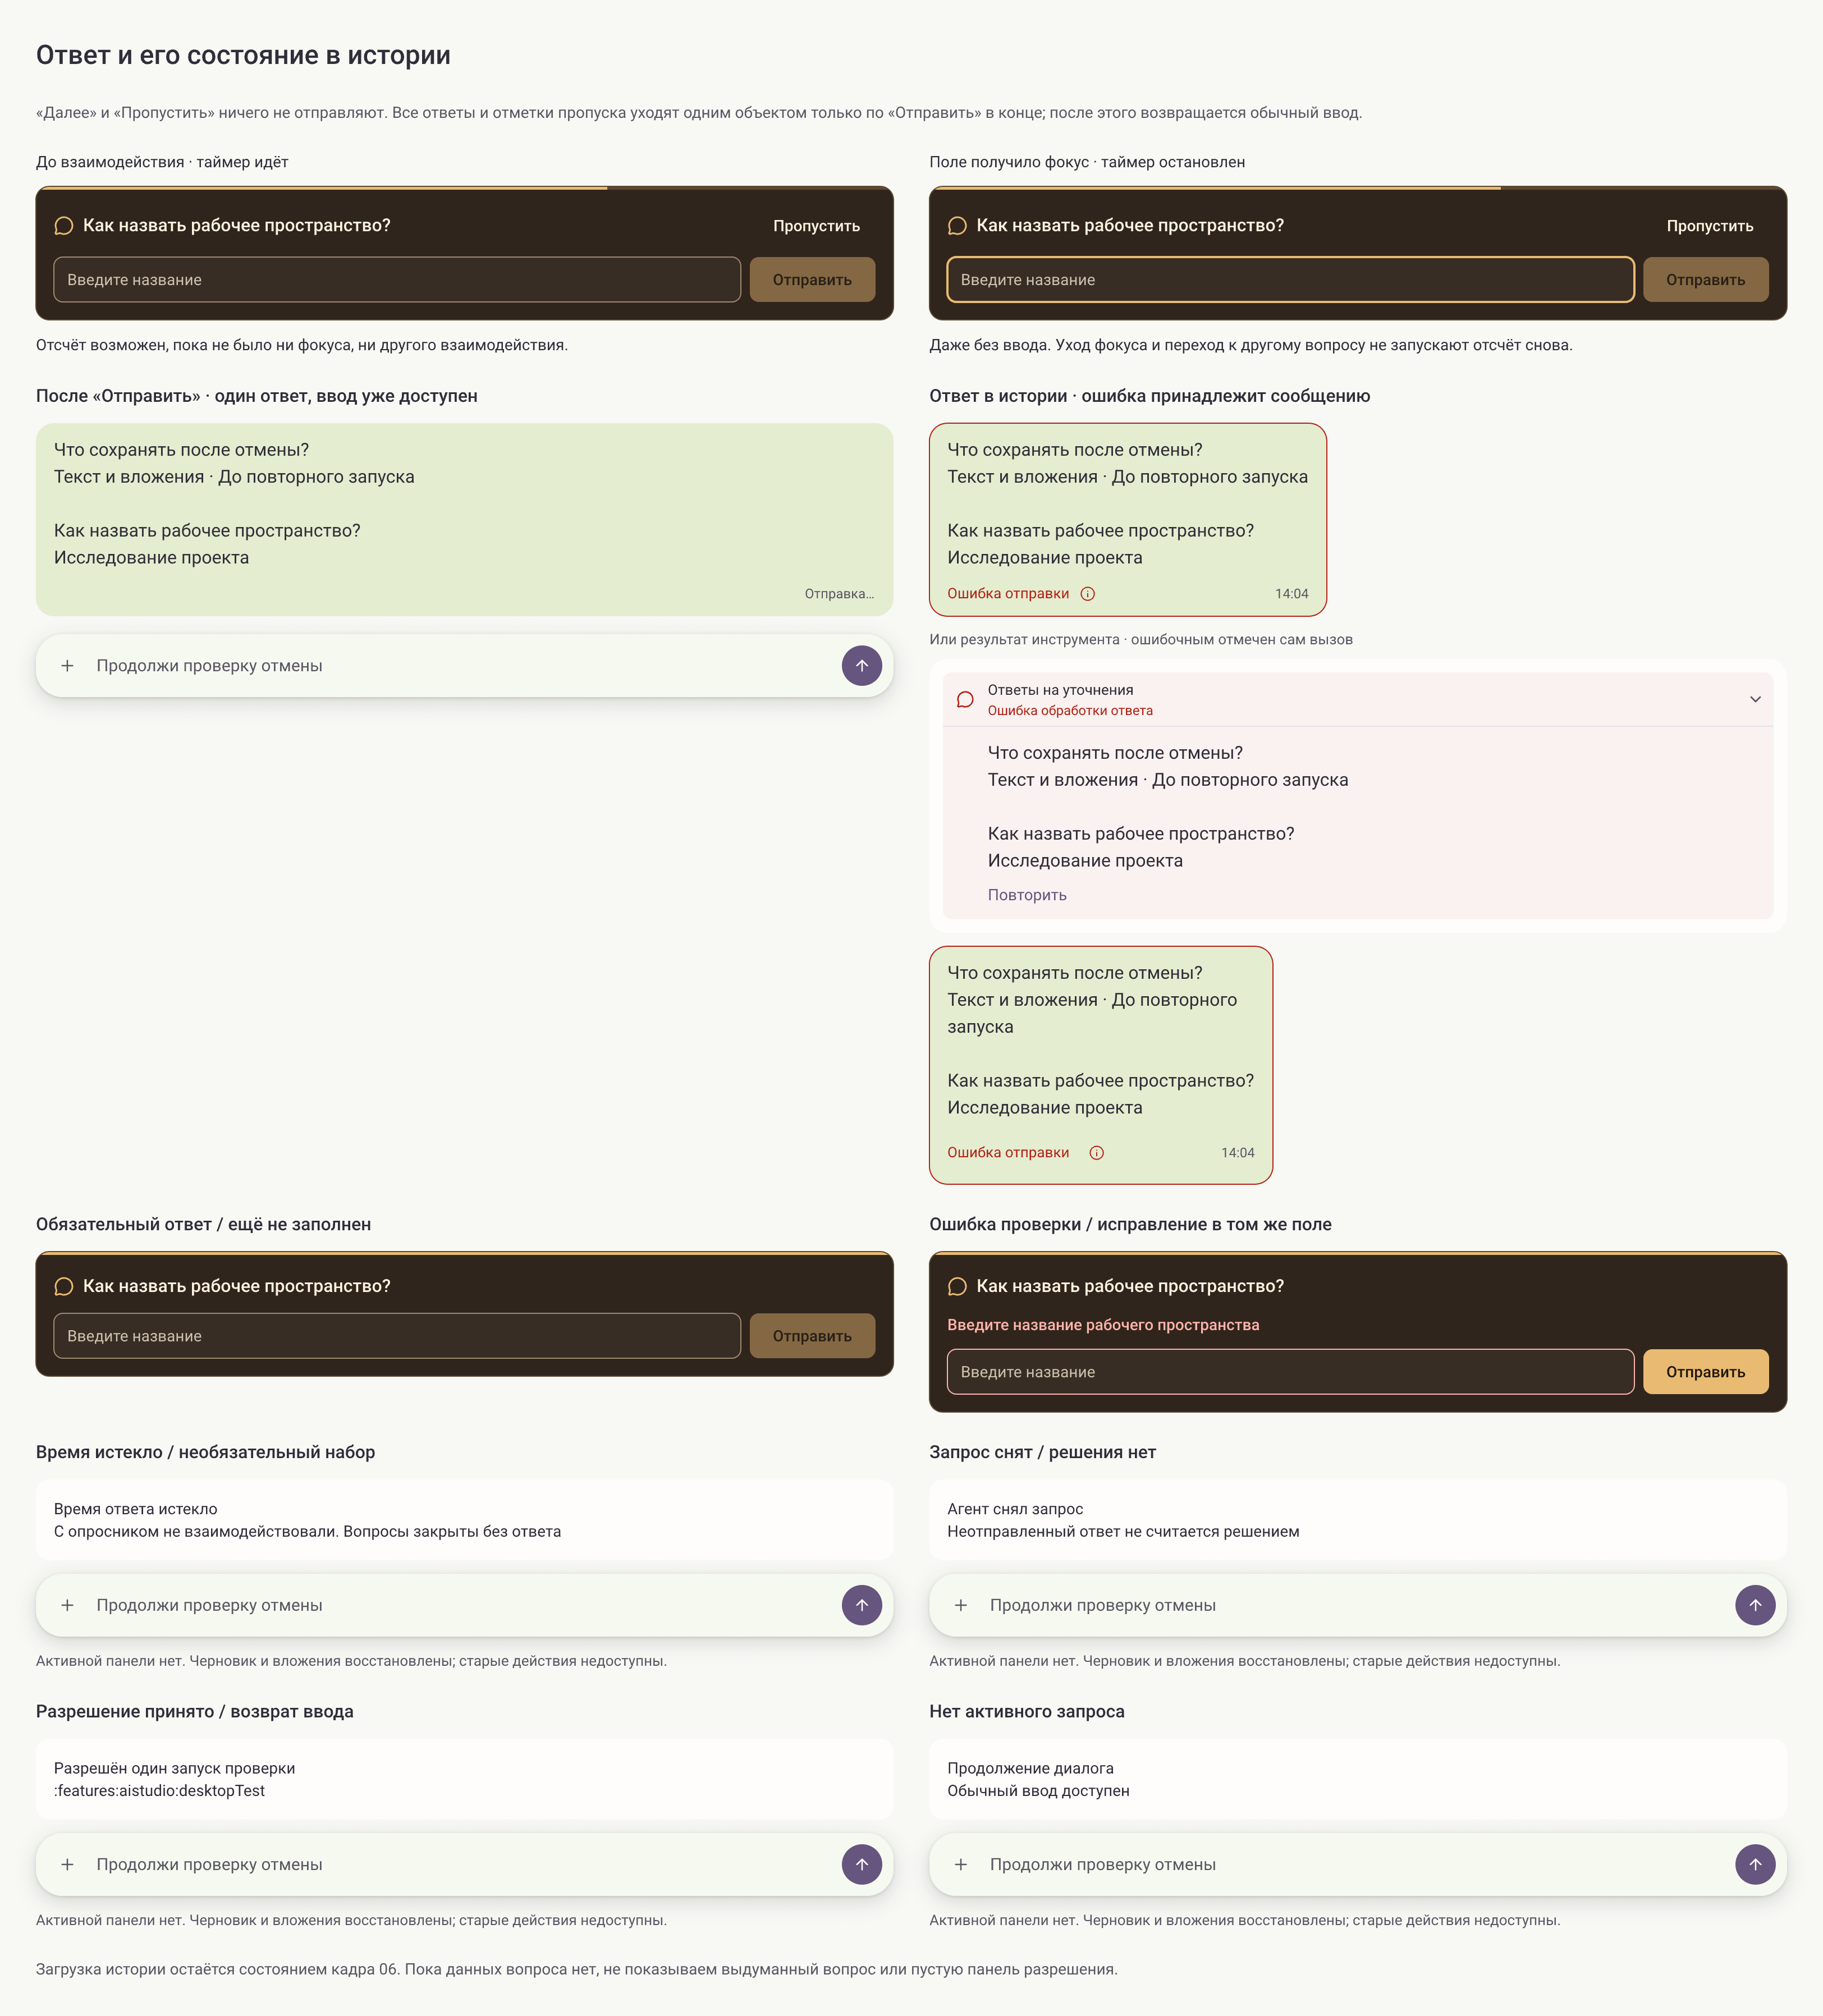 Ответ и его состояние в истории
«Далее» и «Пропустить» ничего не отправляют. Все ответы и отметки пропуска уходят одним объектом только по «Отправить» в конце; после этого возвращается обычный ввод.
До взаимодействия · таймер идёт
Как назвать рабочее пространство?
Пропустить
Введите название
Отправить
Отсчёт возможен, пока не было ни фокуса, ни другого взаимодействия.
Поле получило фокус · таймер остановлен
Как назвать рабочее пространство?
Пропустить
Введите название
Отправить
Даже без ввода. Уход фокуса и переход к другому вопросу не запускают отсчёт снова.
После «Отправить» · один ответ, ввод уже доступен
Что сохранять после отмены?
Текст и вложения · До повторного запуска
Как назвать рабочее пространство?
Исследование проекта
Отправка…
Продолжи проверку отмены
Ответ в истории · ошибка принадлежит сообщению
Что сохранять после отмены?
Текст и вложения · До повторного запуска
Как назвать рабочее пространство?
Исследование проекта
Ошибка отправки
14:04
Или результат инструмента · ошибочным отмечен сам вызов
Ответы на уточнения
Ошибка обработки ответа
Что сохранять после отмены?
Текст и вложения · До повторного запуска
Как назвать рабочее пространство?
Исследование проекта
Повторить
Что сохранять после отмены?
Текст и вложения · До повторного
запуска
Как назвать рабочее пространство?
Исследование проекта
Ошибка отправки
14:04
Обязательный ответ / ещё не заполнен
Как назвать рабочее пространство?
Введите название
Отправить
Ошибка проверки / исправление в том же поле
Как назвать рабочее пространство?
Введите название рабочего пространства
Введите название
Отправить
Время истекло / необязательный набор
Время ответа истекло
С опросником не взаимодействовали. Вопросы закрыты без ответа
Продолжи проверку отмены
Активной панели нет. Черновик и вложения восстановлены; старые действия недоступны.
Запрос снят / решения нет
Агент снял запрос
Неотправленный ответ не считается решением
Продолжи проверку отмены
Активной панели нет. Черновик и вложения восстановлены; старые действия недоступны.
Разрешение принято / возврат ввода
Разрешён один запуск проверки
:features:aistudio:desktopTest
Продолжи проверку отмены
Активной панели нет. Черновик и вложения восстановлены; старые действия недоступны.
Нет активного запроса
Продолжение диалога
Обычный ввод доступен
Продолжи проверку отмены
Активной панели нет. Черновик и вложения восстановлены; старые действия недоступны.
Загрузка истории остаётся состоянием кадра 06. Пока данных вопроса нет, не показываем выдуманный вопрос или пустую панель разрешения.